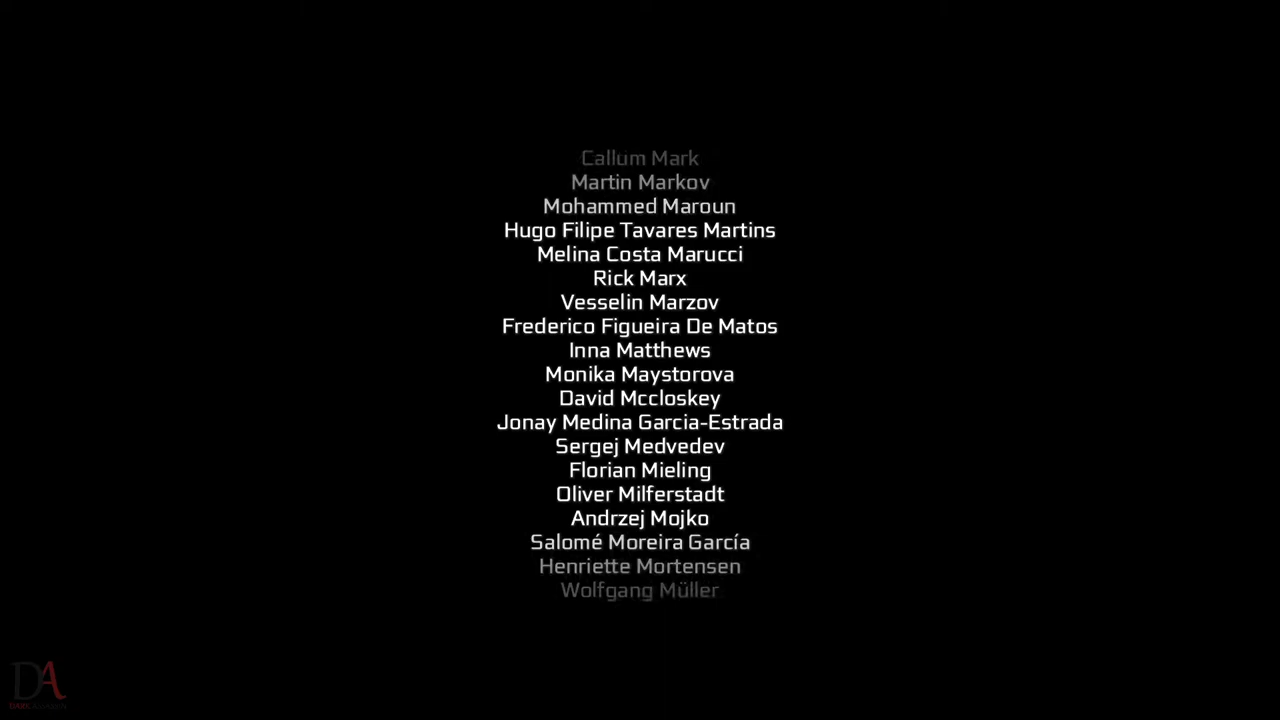 Callum Mark
Martin Markov
Mohammed Maroun
Hugo Filipe Tavares Martins
Melina Costa Marucci
Rick Marx
Vesselin Marzov
Frederico Figueira De Matos
Inna Matthews
Monika Maystorova
David Mccloskey
Jonay Medina Garcia-Estrada
Sergej Medvedev
Florian Mieling
Oliver Milferstadt
Andrzej Mojko
Salomé Moreira García
Henriette Mortensen
Wolfgang Müller
DA